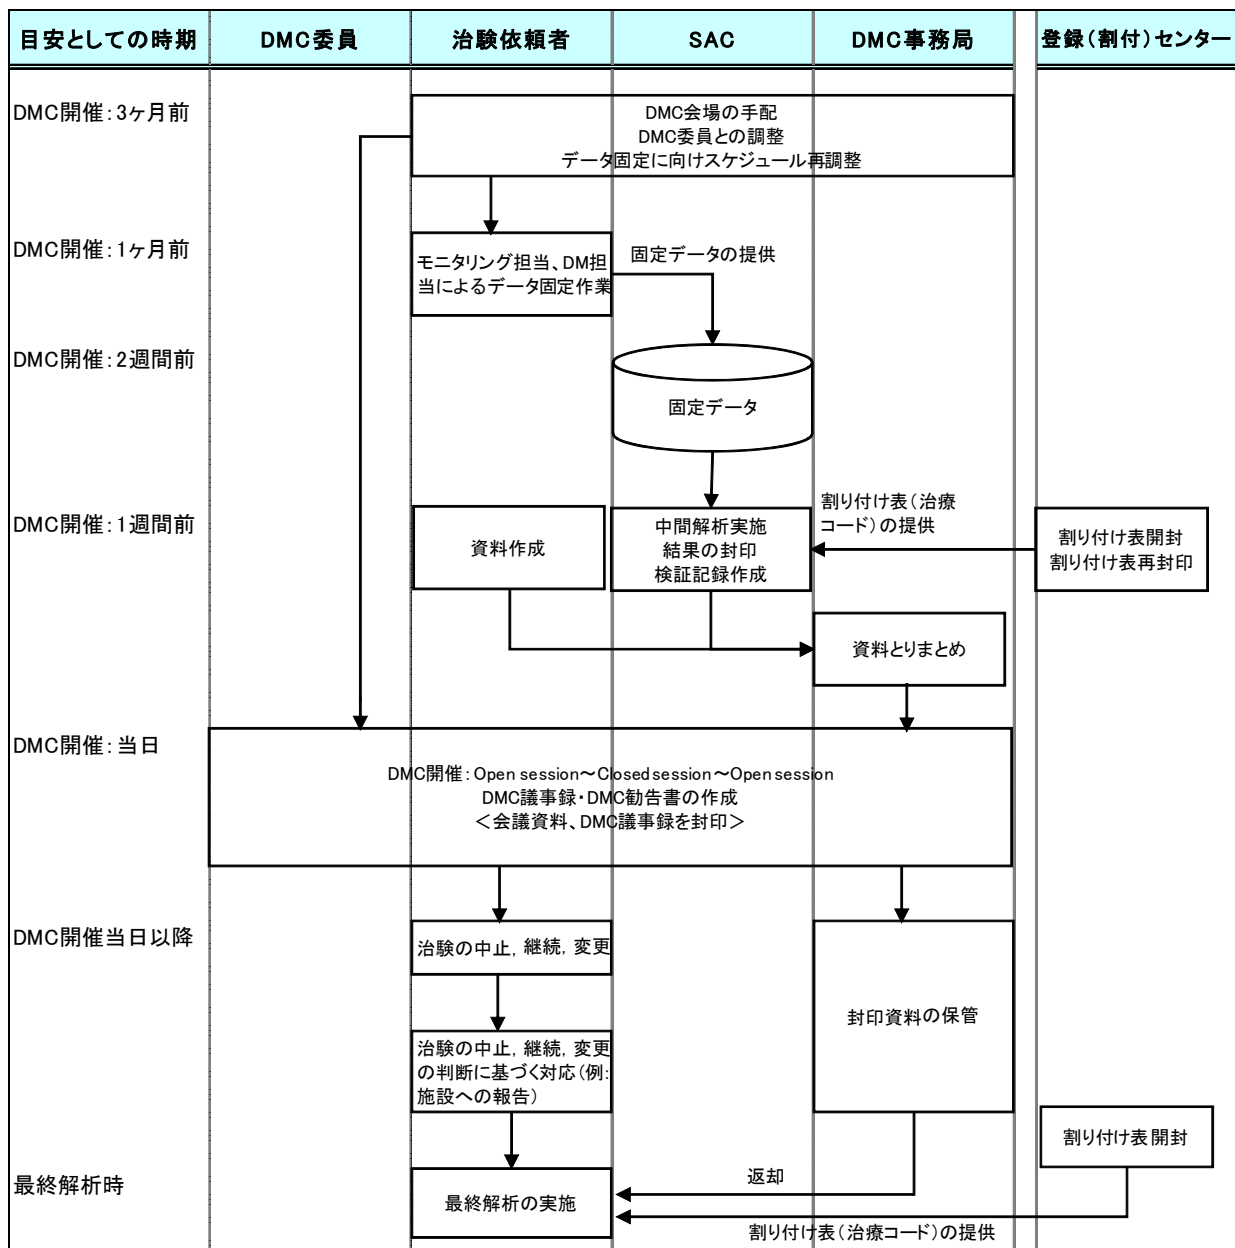 目安としての時期 DMC委員 治験依頼者 SAC DMC事務局 登録(割付)センター
DMC開催:3ヶ月前
DMC会場の手配
DMC委員との調整
データ固定に向けスケジュール再調整
DMC開催:1ヶ月前
モニタリング担当、DM担
当によるデータ固定作業
固定データの提供
DMC開催:2週間前
固定データ
DMC開催:1週間前
資料作成
中間解析実施
結果の封印
検証記録作成
割り付け表(治療
コード)の提供
割り付け表開封
割り付け表再封印
資料とりまとめ
DMC開催:当日
DMC開催:Open session～Closed session～Open session
DMC議事録・DMC勧告書の作成
＜会議資料、DMC議事録を封印＞
DMC開催当日以降
治験の中止, 継続, 変更
封印資料の保管
治験の中止, 継続, 変更
の判断に基づく対応(例:
施設への報告)
割り付け表開封
最終解析時
最終解析の実施
返却
割り付け表(治療コード)の提供